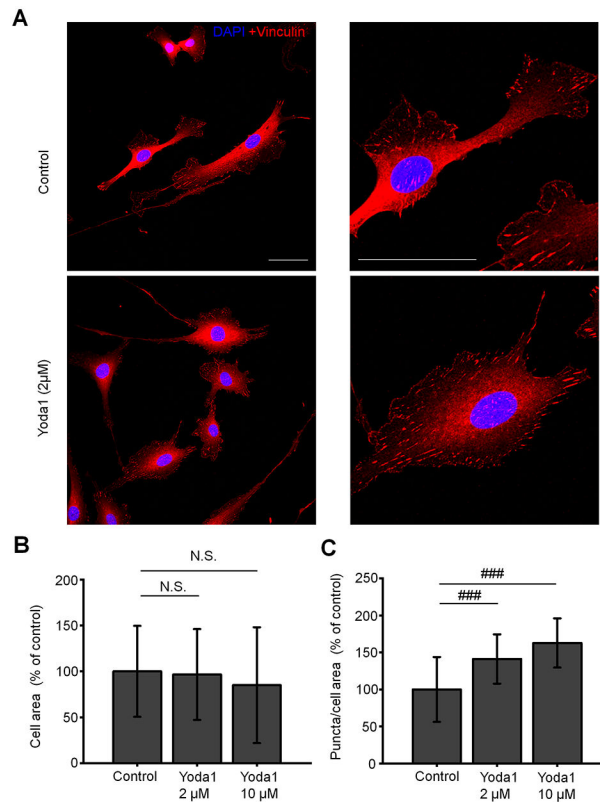 A
DAPI +Vinculin
Control
Yoda1 (2µM)
B
N.S.
N.S.
200
150
100
50
0
Cell area (% of control)
Control
Yoda1
2 µM
Yoda1
10 µM
C
###
###
250
200
150
100
50
0
Puncta/cell area (% of control)
Control
Yoda1
2 µM
Yoda1
10 µM